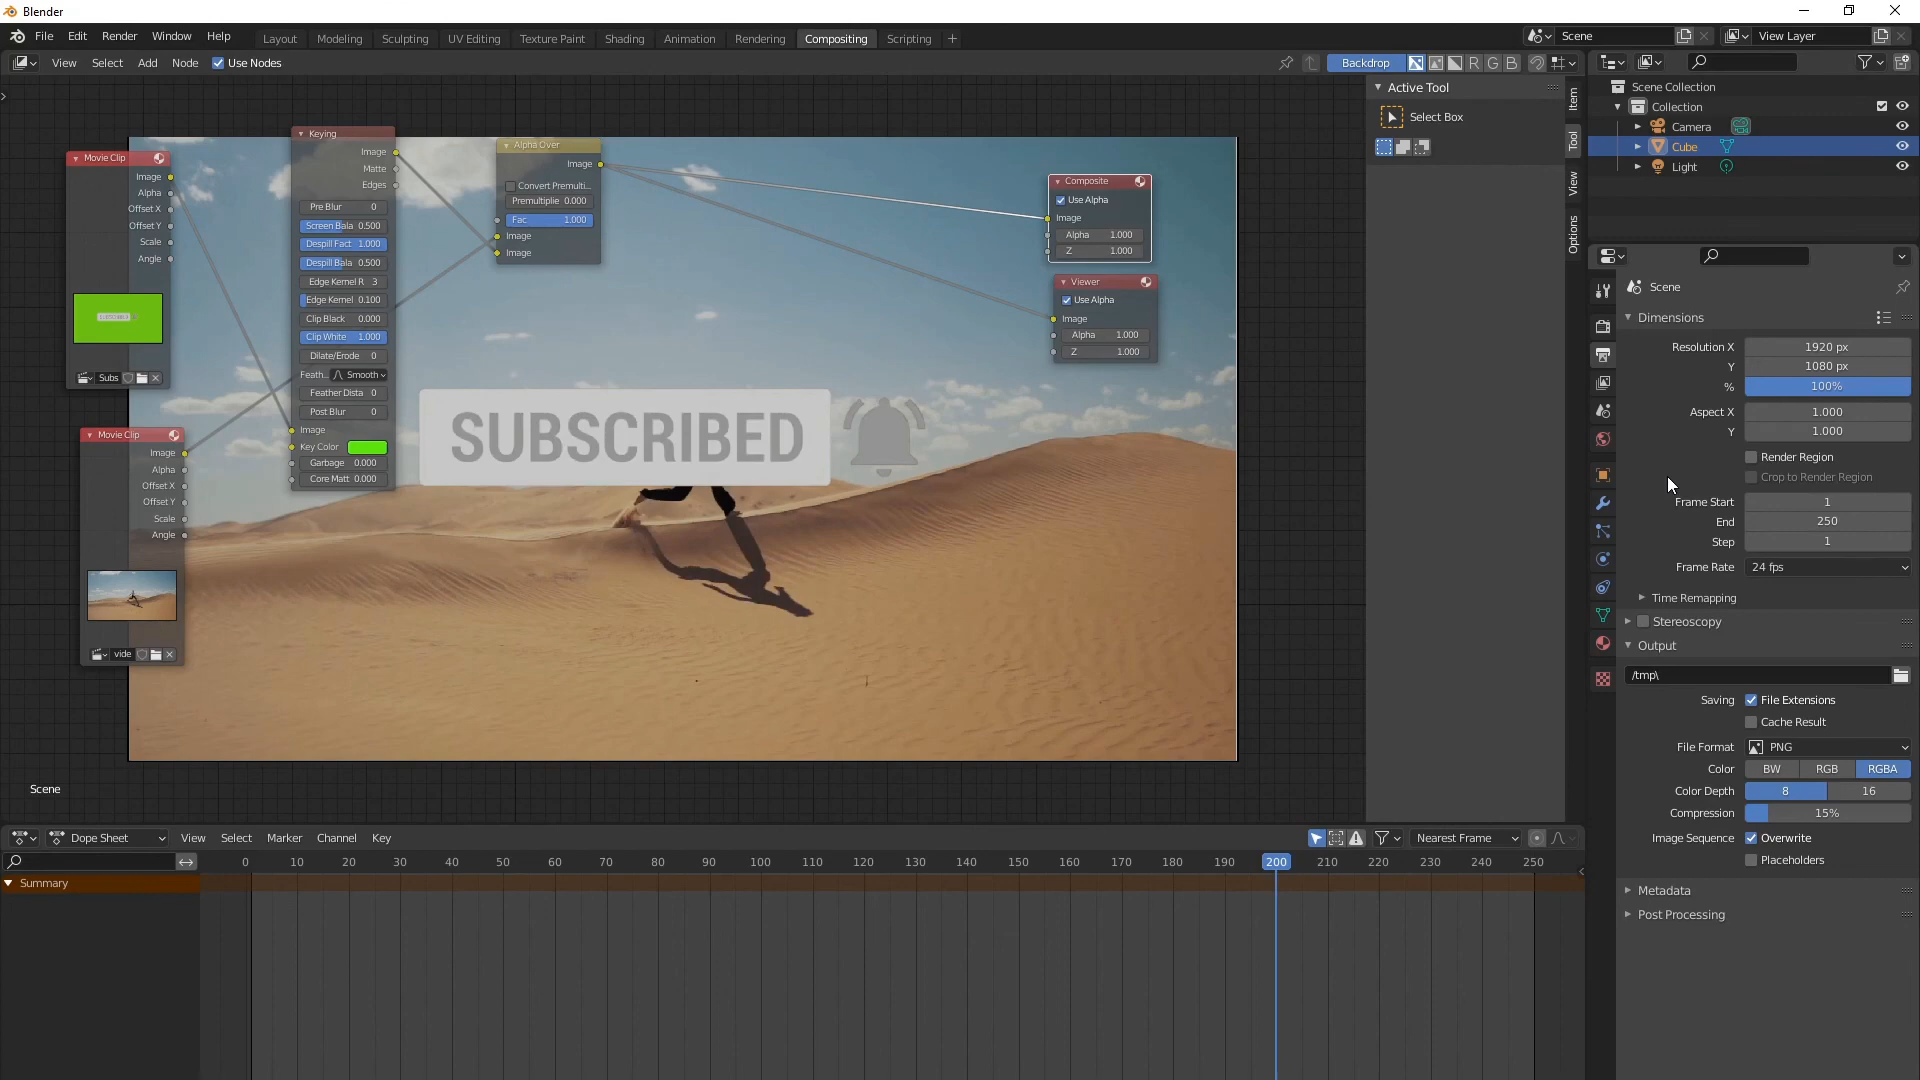 Blender
File Edit Render Window Help
Layout Modeling Sculpting UV Editing Texture Paint Shading Animation Rendering Compositing Scripting +
Scene
View Layer
View Select Add Node Use Nodes
Backdrop R G B
Active Tool
Select Box
Item
Tool
View
Options
Scene Collection
Collection
Camera
Cube
Light
Movie Clip
Image
Alpha
Offset X
Offset Y
Scale
Angle
Subs
Movie Clip
Image
Alpha
Offset X
Offset Y
Scale
Angle
vide
Keying
Image
Matte
Edges
Pre Blur 0
Screen Bala 0.500
Despill Fact 1.000
Despill Bala 0.500
Edge Kernel R 3
Edge Kernel 0.100
Clip Black 0.000
Clip White 1.000
Dilate/Erode 0
Feath... Smooth
Feather Dista 0
Post Blur 0
Image
Key Color
Garbage 0.000
Core Matt 0.000
Alpha Over
Image
Convert Premulti...
Premultiplie 0.000
Fac 1.000
Image
Image
Composite
Use Alpha
Image
Alpha 1.000
Z 1.000
Viewer
Use Alpha
Image
Alpha 1.000
Z 1.000
SUBSCRIBED
Scene
Scene
Dimensions
Resolution X 1920 px
Y 1080 px
% 100%
Aspect X 1.000
Y 1.000
Render Region
Crop to Render Region
Frame Start 1
End 250
Step 1
Frame Rate 24 fps
Time Remapping
Stereoscopy
Output
/tmp\
Saving File Extensions
Cache Result
File Format PNG
Color BW RGB RGBA
Color Depth 8 16
Compression 15%
Image Sequence Overwrite
Placeholders
Metadata
Post Processing
Dope Sheet View Select Marker Channel Key
Nearest Frame
0 10 20 30 40 50 60 70 80 90 100 110 120 130 140 150 160 170 180 190 200 210 220 230 240 250
Summary